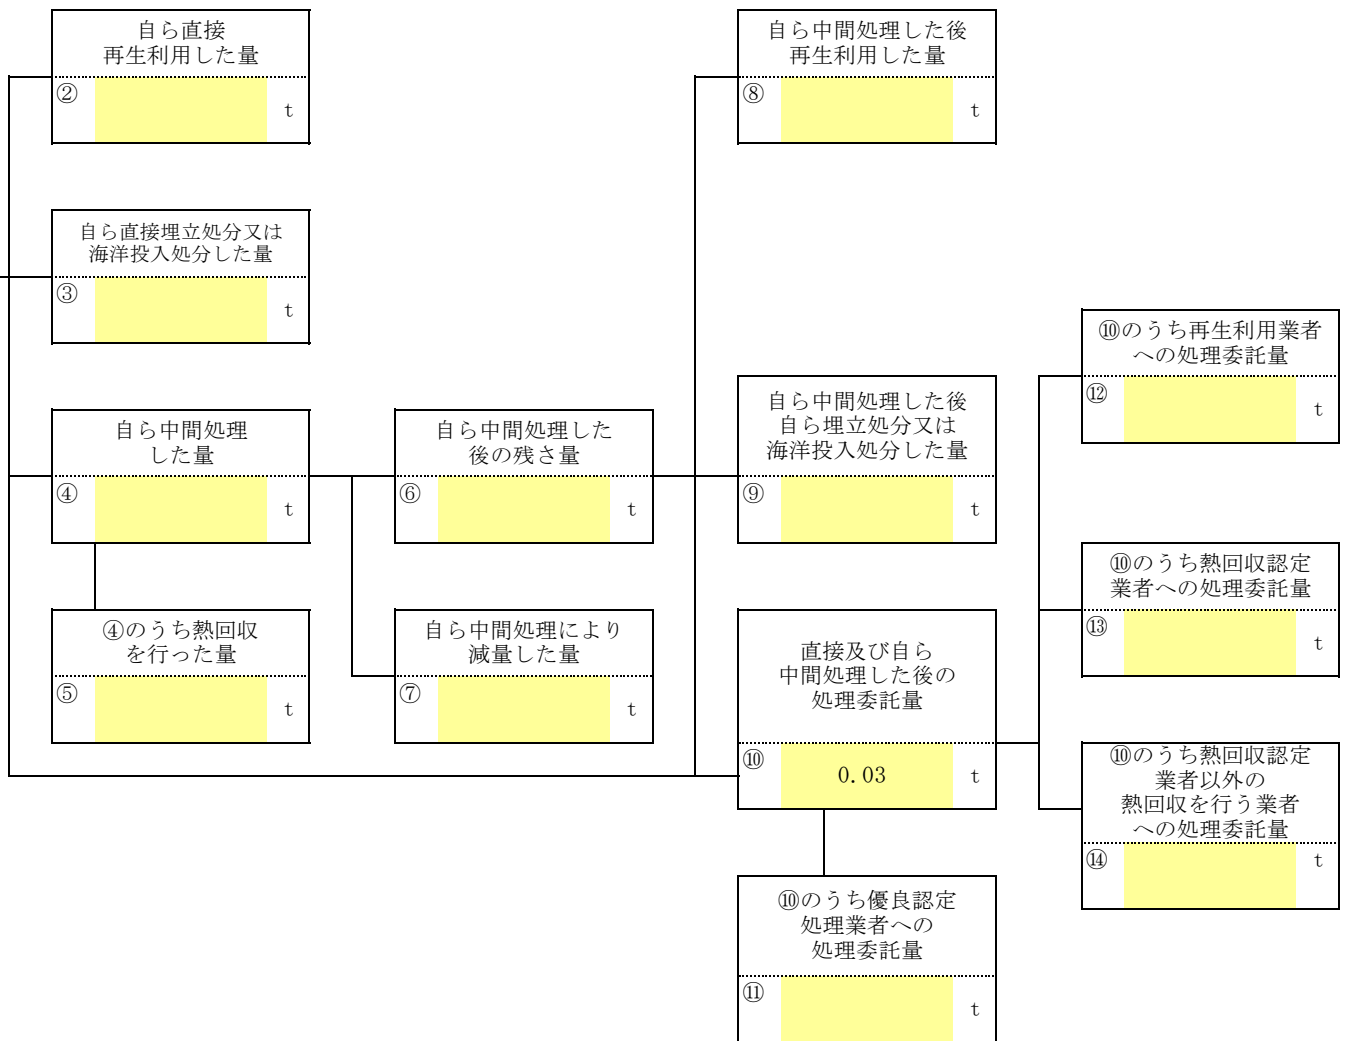 自ら直接
再生利用した量
②
t
自ら中間処理した後
再生利用した量
⑧
t
自ら直接埋立処分又は
海洋投入処分した量
③
t
⑩のうち再生利用業者
への処理委託量
⑫
t
自ら中間処理
した量
④
t
自ら中間処理した
後の残さ量
⑥
t
自ら中間処理した後
自ら埋立処分又は
海洋投入処分した量
⑨
t
⑩のうち熱回収認定
業者への処理委託量
⑬
t
④のうち熱回収
を行った量
⑤
t
自ら中間処理により
減量した量
⑦
t
直接及び自ら
中間処理した後の
処理委託量
⑩
0.03
t
⑩のうち熱回収認定
業者以外の
熱回収を行う業者
への処理委託量
⑭
t
⑩のうち優良認定
処理業者への
処理委託量
⑪
t